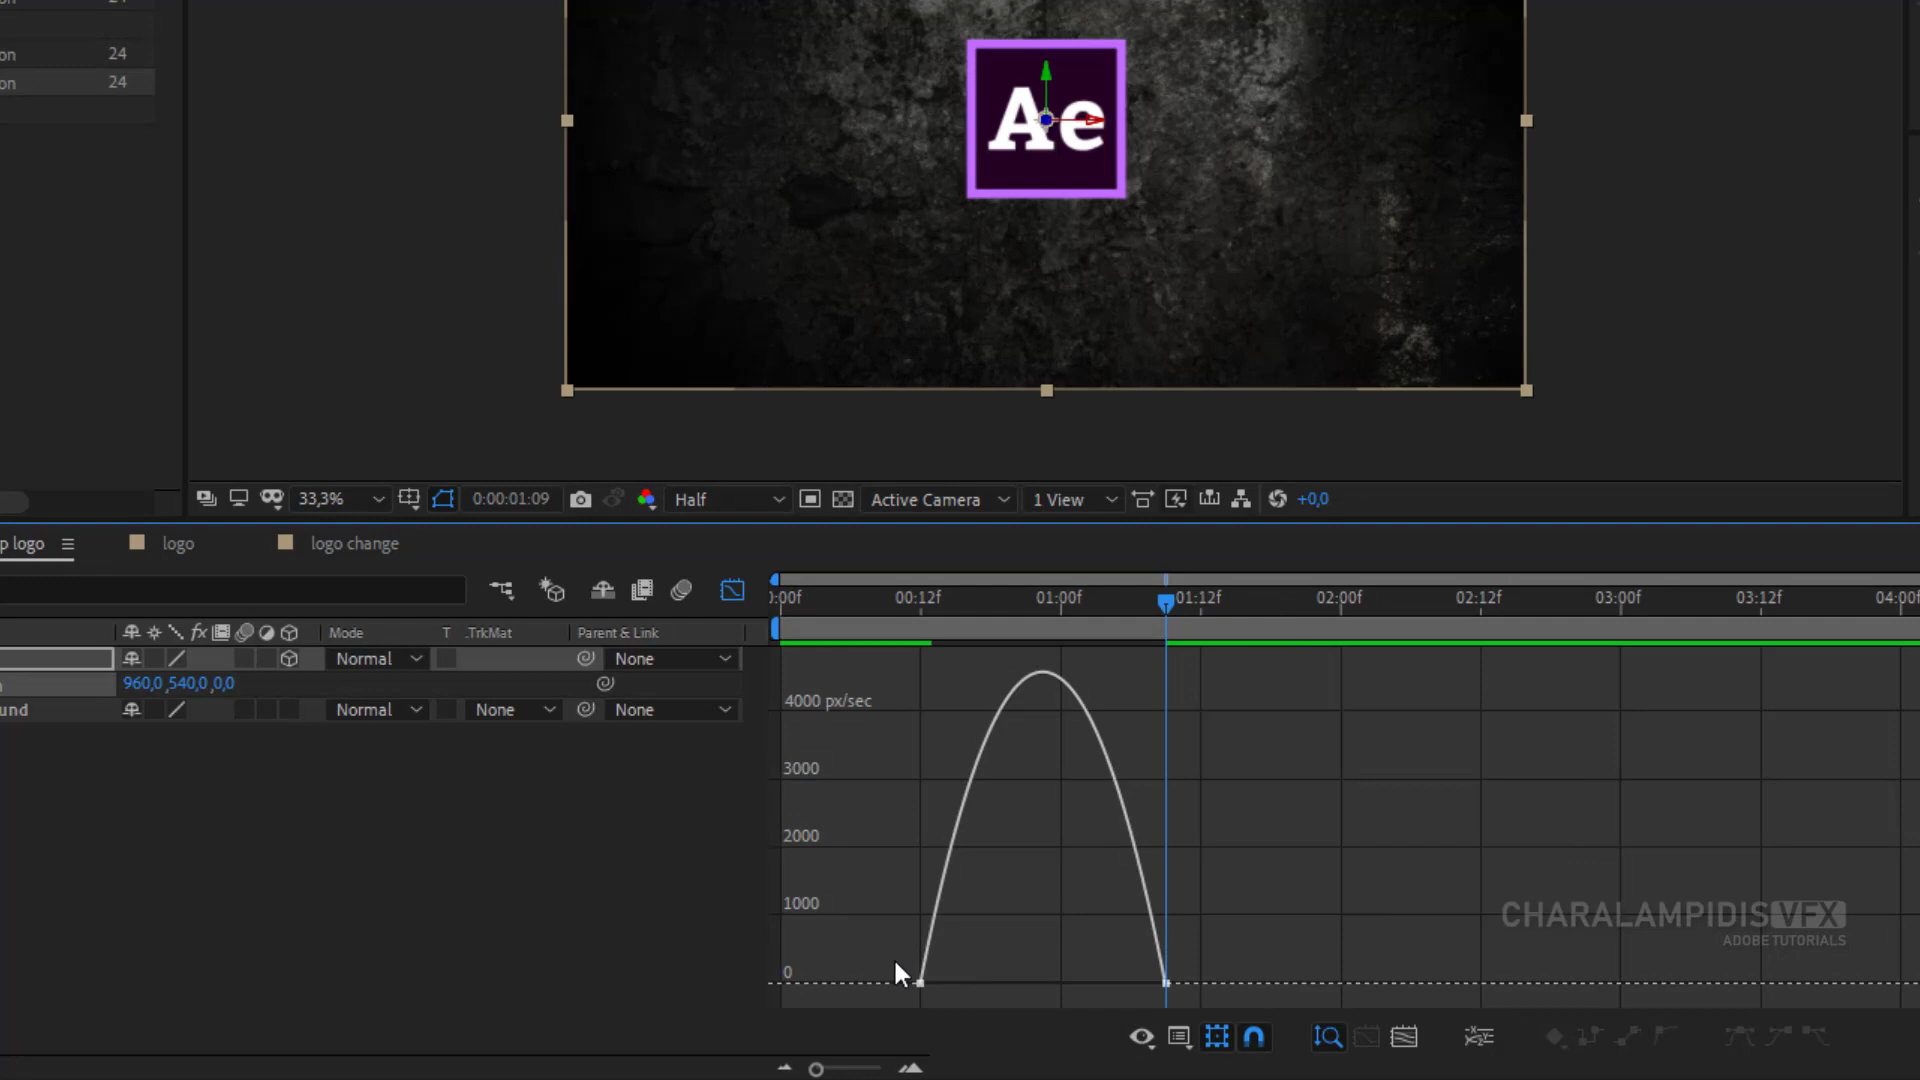 on 24
on 24
Ae
33,3%
0:00:01:09
Half
Active Camera
1 View
+0,0
p logo
logo
logo change
0:00f
00:12f
01:00f
01:12f
02:00f
02:12f
03:00f
03:12f
04:00f
fx
Mode
T .TrkMat
Parent & Link
Normal
None
960,0,540,0,0,0
und
Normal
None
None
4000 px/sec
3000
2000
1000
0
CHARALAMPIDISVFX
ADOBE TUTORIALS